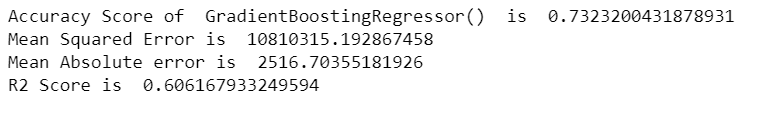 Accuracy Score of  GradientBoostingRegressor()  is  0.7323200431878931
Mean Squared Error is  10810315.192867458
Mean Absolute error is  2516.70355181926
R2 Score is  0.606167933249594